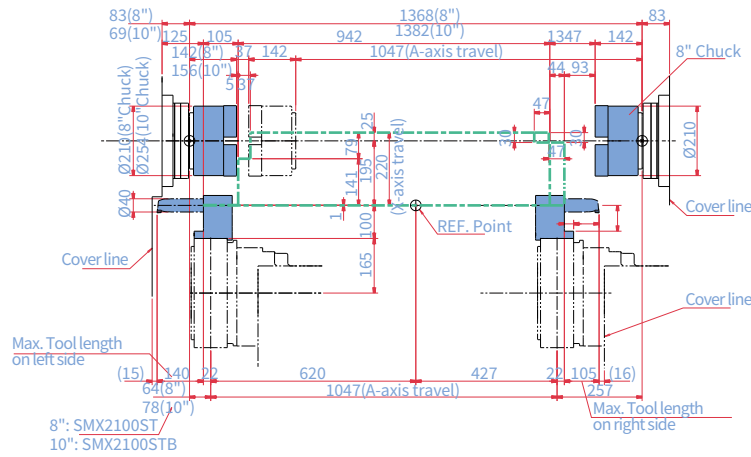 83(8")
69(10")
1368(8")
1382(10")
83
125
105
942
1347
142
142(8")
156(10")
37
142
1047(A-axis travel)
5
37
44
93
8" Chuck
Ø210(8"Chuck)
Ø254(10"Chuck)
47
25
79
195
220
(X-axis travel)
141
30
10
47
Ø210
Ø40
1
100
REF. Point
Cover line
Cover line
165
Cover line
Max. Tool length
on left side
(15)
140
22
620
427
22
105
(16)
64(8")
78(10")
1047(A-axis travel)
257
Max. Tool length
on right side
8": SMX2100ST
10": SMX2100STB